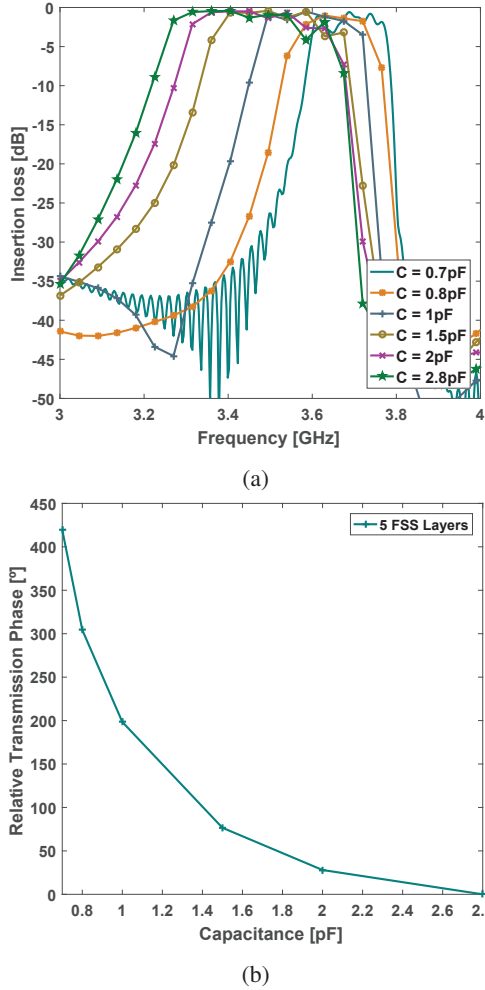 0
-5
-10
-15
-20
-25
-30
-35
-40
-45
-50
Insertion loss [dB]
C = 0.7pF
C = 0.8pF
C = 1pF
C = 1.5pF
C = 2pF
C = 2.8pF
3 3.2 3.4 3.6 3.8 4
Frequency [GHz]
(a)
450
400
350
300
250
200
150
100
50
0
Relative Transmission Phase [º]
5 FSS Layers
0.8 1 1.2 1.4 1.6 1.8 2 2.2 2.4 2.6 2.
Capacitance [pF]
(b)